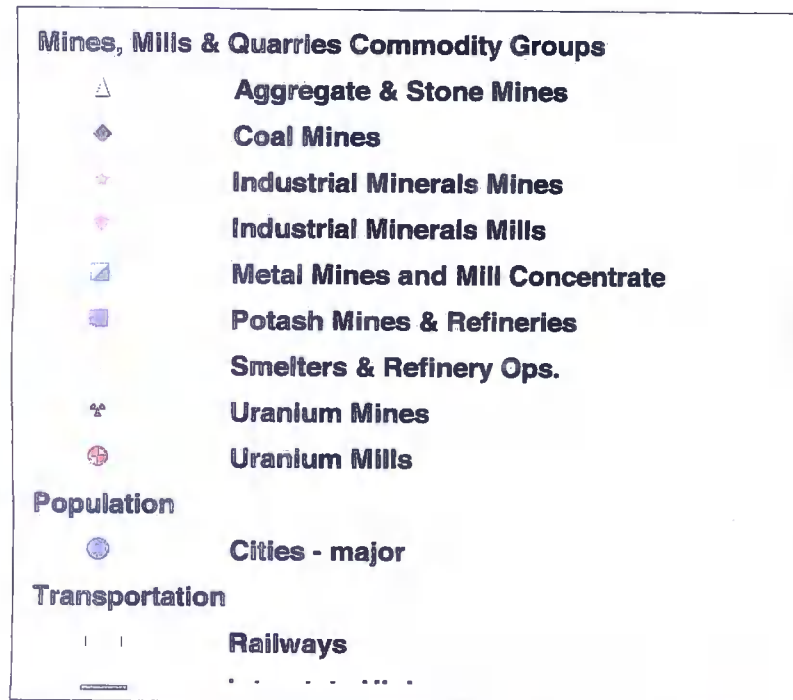 Mines, Mills & Quarries Commodity Groups
Aggregate & Stone Mines
Coal Mines
Industrial Minerals Mines
Industrial Minerals Mills
Metal Mines and Mill Concentrate
Potash Mines & Refineries
Smelters & Refinery Ops.
Uranium Mines
Uranium Mills
Population
Cities - major
Transportation
Railways